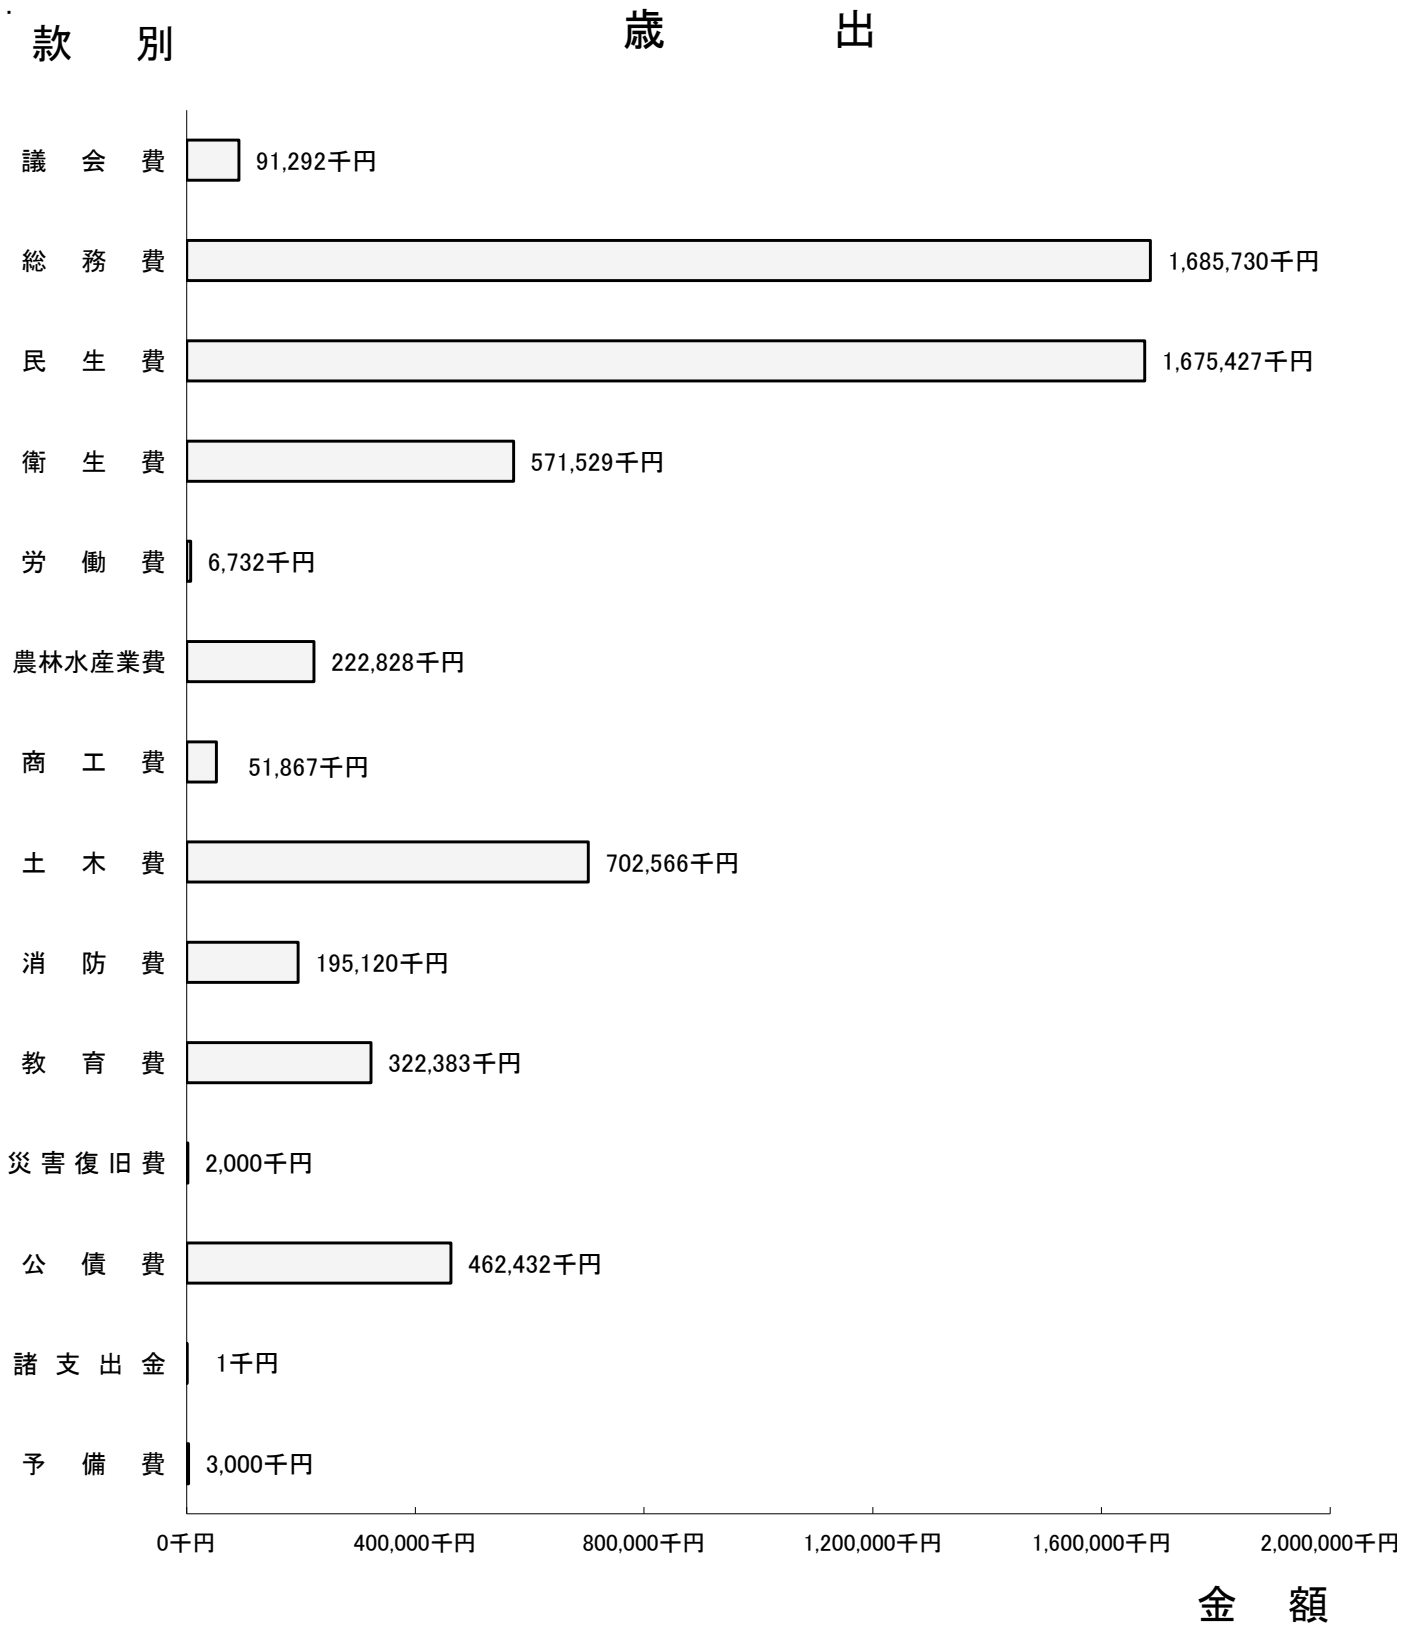 歳 出
款 別
議 会 費 91,292千円
総 務 費 1,685,730千円
民 生 費 1,675,427千円
衛 生 費 571,529千円
労 働 費 6,732千円
農林水産業費 222,828千円
商 工 費 51,867千円
土 木 費 702,566千円
消 防 費 195,120千円
教 育 費 322,383千円
災 害 復 旧 費 2,000千円
公 債 費 462,432千円
諸 支 出 金 1千円
予 備 費 3,000千円
0千円 400,000千円 800,000千円 1,200,000千円 1,600,000千円 2,000,000千円
金 額